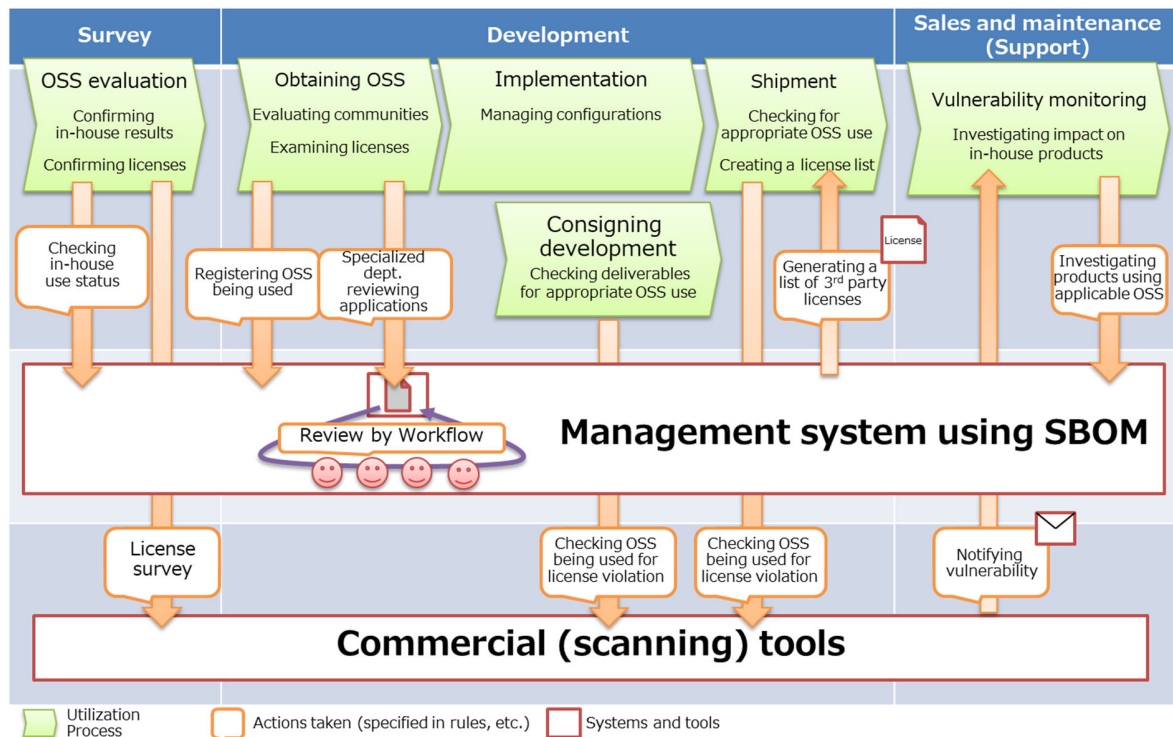 Survey
Development
Sales and maintenance
(Support)
OSS evaluation
Confirming
in-house results
Confirming licenses
Obtaining OSS
Evaluating communities
Examining licenses
Implementation
Managing configurations
Shipment
Checking for
appropriate OSS use
Creating a license list
Vulnerability monitoring
Investigating impact on
in-house products
Consigning
development
Checking deliverables
for appropriate OSS use
Checking
in-house
use status
Registering OSS
being used
Specialized dept.
reviewing
applications
License
Generating a
list of 3rd party
licenses
Investigating
products using
applicable OSS
Review by Workflow
Management system using SBOM
License
survey
Checking OSS
being used for
license violation
Checking OSS
being used for
license violation
Notifying
vulnerability
Commercial (scanning) tools
Utilization
Process
Actions taken (specified in rules, etc.)
Systems and tools